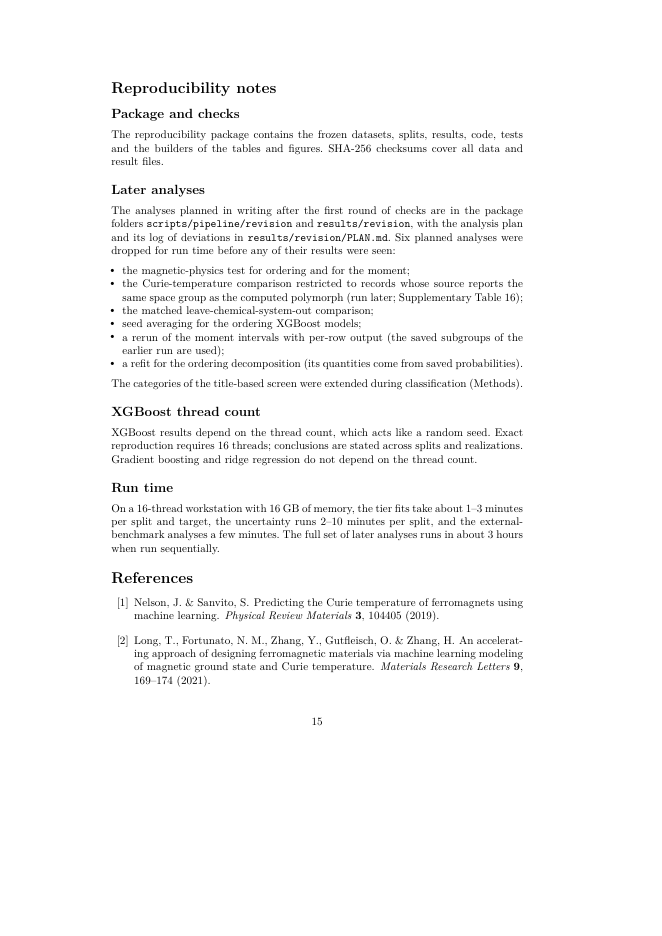 Reproducibility notes
Package and checks
The reproducibility package contains the frozen datasets, splits, results, code, tests
and the builders of the tables and figures. SHA-256 checksums cover all data and
result files.
Later analyses
The analyses planned in writing after the first round of checks are in the package
folders scripts/pipeline/revision and results/revision, with the analysis plan
and its log of deviations in results/revision/PLAN.md. Six planned analyses were
dropped for run time before any of their results were seen:
• the magnetic-physics test for ordering and for the moment;
• the Curie-temperature comparison restricted to records whose source reports the
same space group as the computed polymorph (run later; Supplementary Table 16);
• the matched leave-chemical-system-out comparison;
• seed averaging for the ordering XGBoost models;
• a rerun of the moment intervals with per-row output (the saved subgroups of the
earlier run are used);
• a refit for the ordering decomposition (its quantities come from saved probabilities).
The categories of the title-based screen were extended during classification (Methods).
XGBoost thread count
XGBoost results depend on the thread count, which acts like a random seed. Exact
reproduction requires 16 threads; conclusions are stated across splits and realizations.
Gradient boosting and ridge regression do not depend on the thread count.
Run time
On a 16-thread workstation with 16 GB of memory, the tier fits take about 1–3 minutes
per split and target, the uncertainty runs 2–10 minutes per split, and the external-
benchmark analyses a few minutes. The full set of later analyses runs in about 3 hours
when run sequentially.
References
[1] Nelson, J. & Sanvito, S. Predicting the Curie temperature of ferromagnets using
machine learning. Physical Review Materials 3, 104405 (2019).
[2] Long, T., Fortunato, N. M., Zhang, Y., Gutfleisch, O. & Zhang, H. An accelerat-
ing approach of designing ferromagnetic materials via machine learning modeling
of magnetic ground state and Curie temperature. Materials Research Letters 9,
169–174 (2021).
15